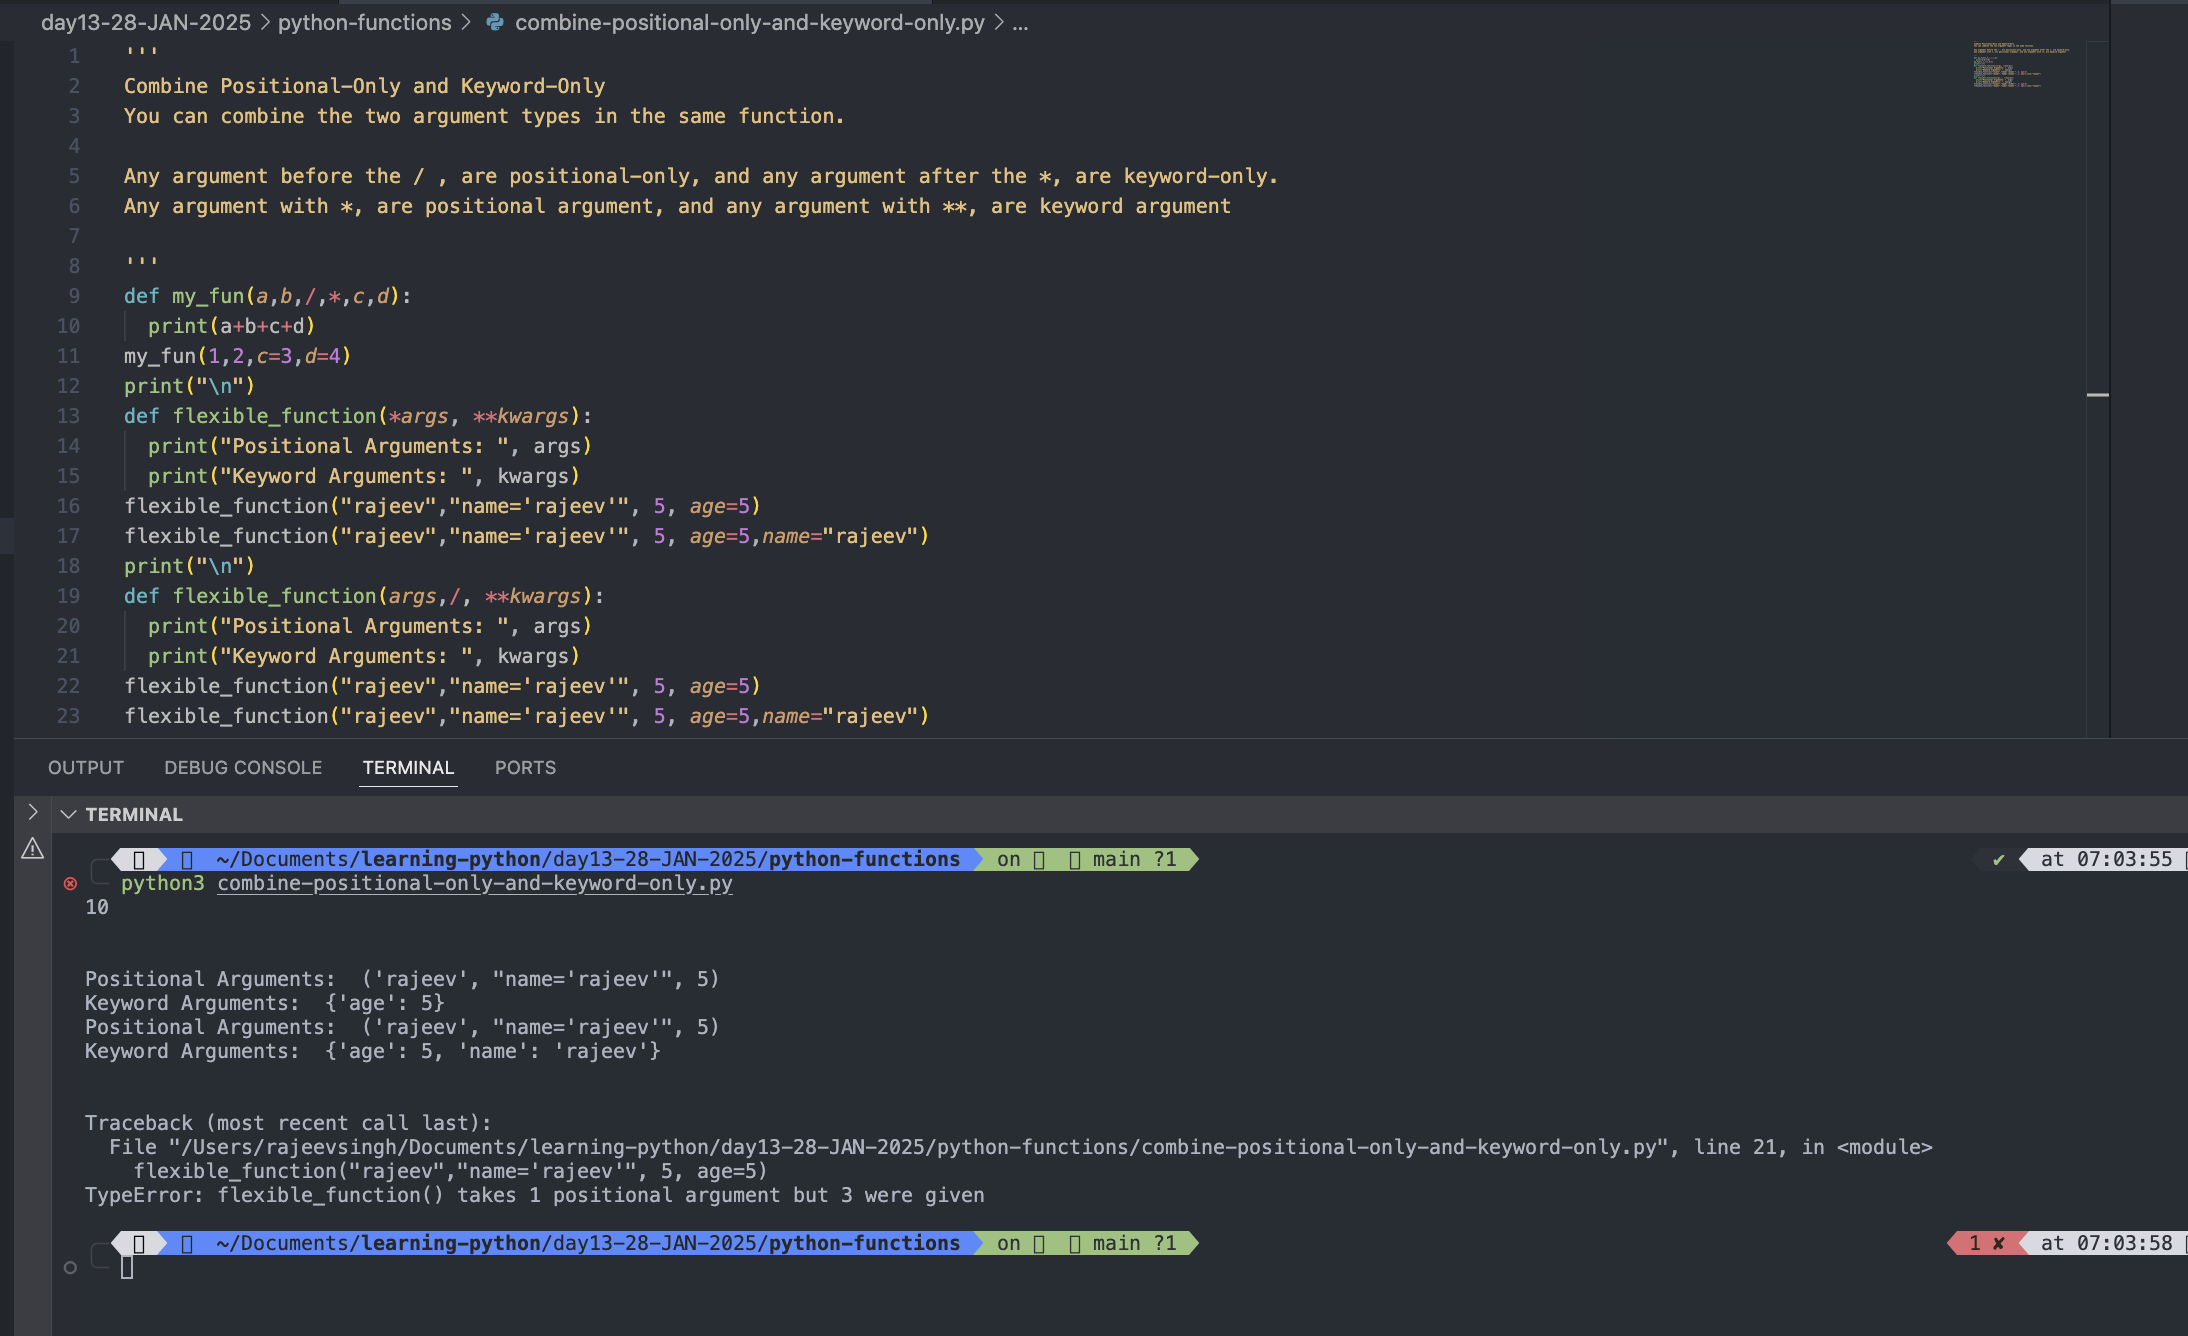 day13-28-JAN-2025 > python-functions > combine-positional-only-and-keyword-only.py > ...
1 '''
2 Combine Positional-Only and Keyword-Only
3 You can combine the two argument types in the same function.
4
5 Any argument before the / , are positional-only, and any argument after the *, are keyword-only.
6 Any argument with *, are positional argument, and any argument with **, are keyword argument
7
8 '''
9 def my_fun(a,b,/,*,c,d):
10   print(a+b+c+d)
11 my_fun(1,2,c=3,d=4)
12 print("\n")
13 def flexible_function(*args, **kwargs):
14   print("Positional Arguments: ", args)
15   print("Keyword Arguments: ", kwargs)
16 flexible_function("rajeev","name='rajeev'", 5, age=5)
17 flexible_function("rajeev","name='rajeev'", 5, age=5,name="rajeev")
18 print("\n")
19 def flexible_function(args,/, **kwargs):
20   print("Positional Arguments: ", args)
21   print("Keyword Arguments: ", kwargs)
22 flexible_function("rajeev","name='rajeev'", 5, age=5)
23 flexible_function("rajeev","name='rajeev'", 5, age=5,name="rajeev")
OUTPUT DEBUG CONSOLE TERMINAL PORTS
TERMINAL
~/Documents/learning-python/day13-28-JAN-2025/python-functions on main ?1 ✔ at 07:03:55
python3 combine-positional-only-and-keyword-only.py
10
Positional Arguments:  ('rajeev', "name='rajeev'", 5)
Keyword Arguments:  {'age': 5}
Positional Arguments:  ('rajeev', "name='rajeev'", 5)
Keyword Arguments:  {'age': 5, 'name': 'rajeev'}
Traceback (most recent call last):
  File "/Users/rajeevsingh/Documents/learning-python/day13-28-JAN-2025/python-functions/combine-positional-only-and-keyword-only.py", line 21, in <module>
    flexible_function("rajeev","name='rajeev'", 5, age=5)
TypeError: flexible_function() takes 1 positional argument but 3 were given
~/Documents/learning-python/day13-28-JAN-2025/python-functions on main ?1 1 ✘ at 07:03:58